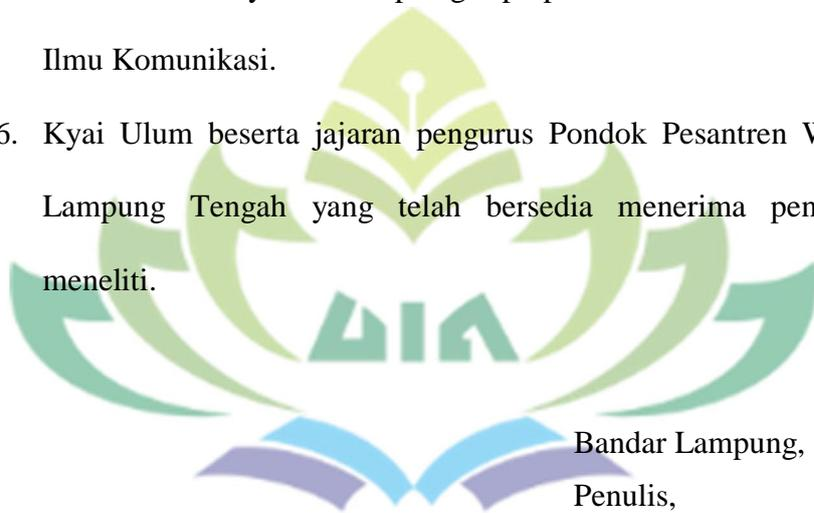 Ilmu Komunikasi.
6. Kyai Ulum beserta jajaran pengurus Pondok Pesantren
Lampung Tengah yang telah bersedia menerima
meneliti.
UIN
Bandar Lampung,
Penulis,